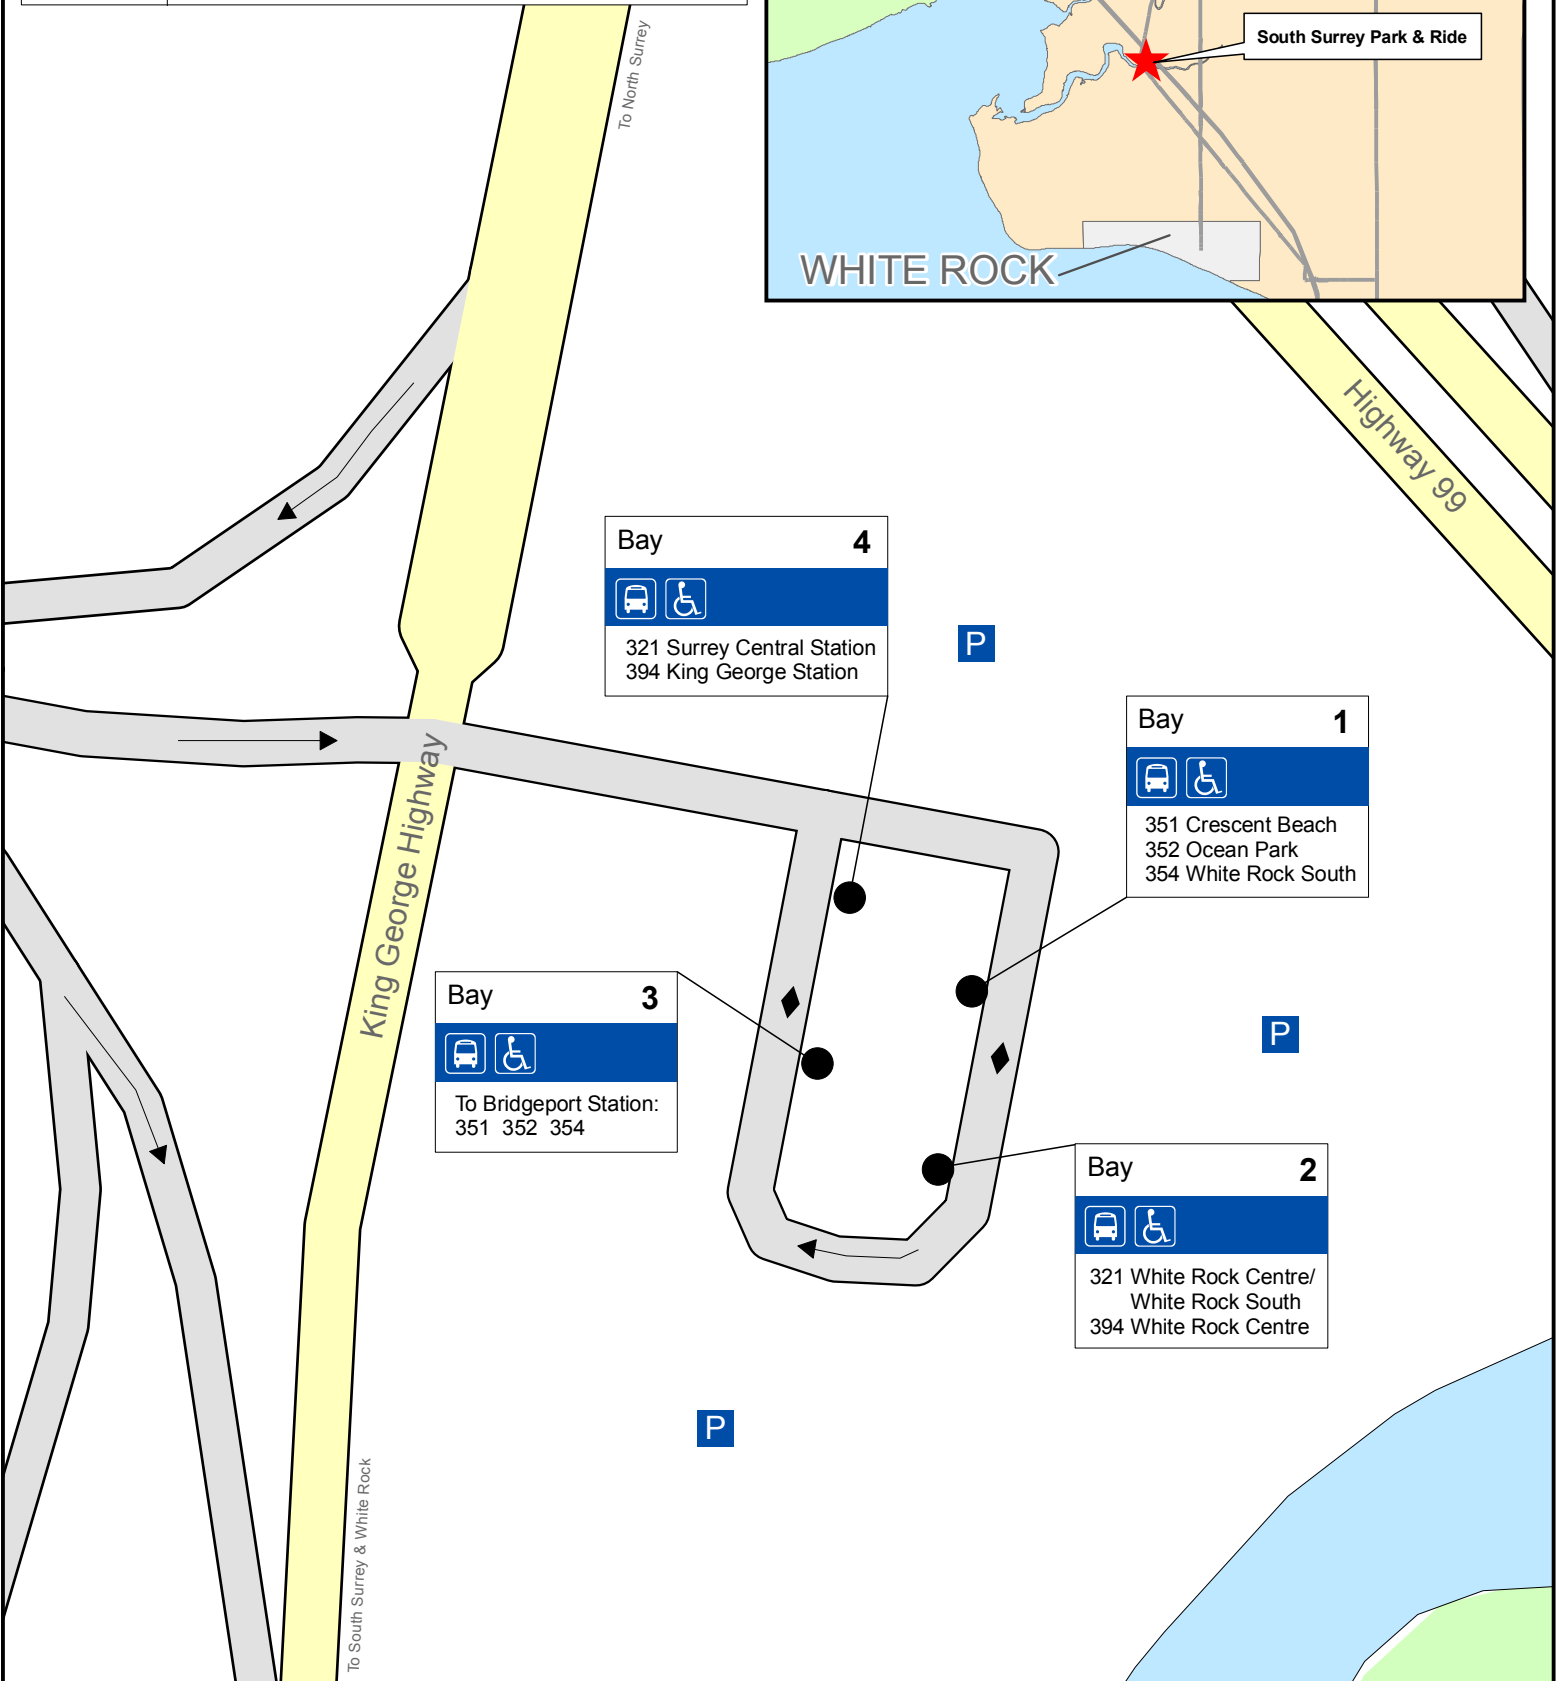 To North Surrey
South Surrey Park & Ride
WHITE ROCK
Highway 99
Bay 4
321 Surrey Central Station
394 King George Station
P
Bay 1
351 Crescent Beach
352 Ocean Park
354 White Rock South
King George Highway
Bay 3
To Bridgeport Station:
351 352 354
P
Bay 2
321 White Rock Centre/
White Rock South
394 White Rock Centre
P
To South Surrey & White Rock